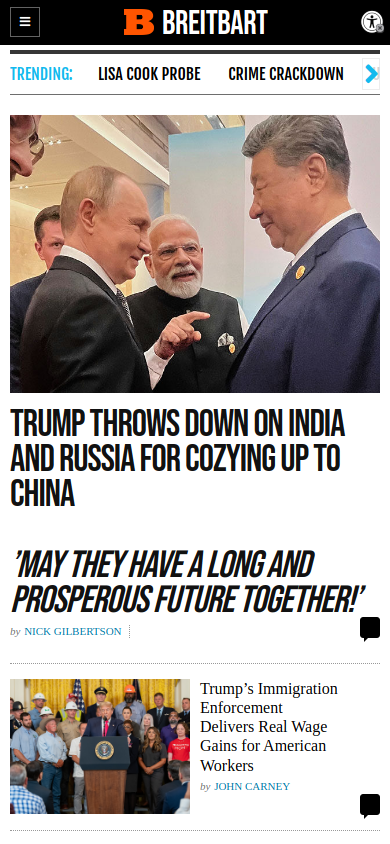 BREITBART
TRENDING:
LISA COOK PROBE
CRIME CRACKDOWN
TRUMP THROWS DOWN ON INDIA
AND RUSSIA FOR COZYING UP TO
CHINA
’MAY THEY HAVE A LONG AND
PROSPEROUS FUTURE TOGETHER!’
by NICK GILBERTSON
Trump’s Immigration
Enforcement
Delivers Real Wage
Gains for American
Workers
by JOHN CARNEY